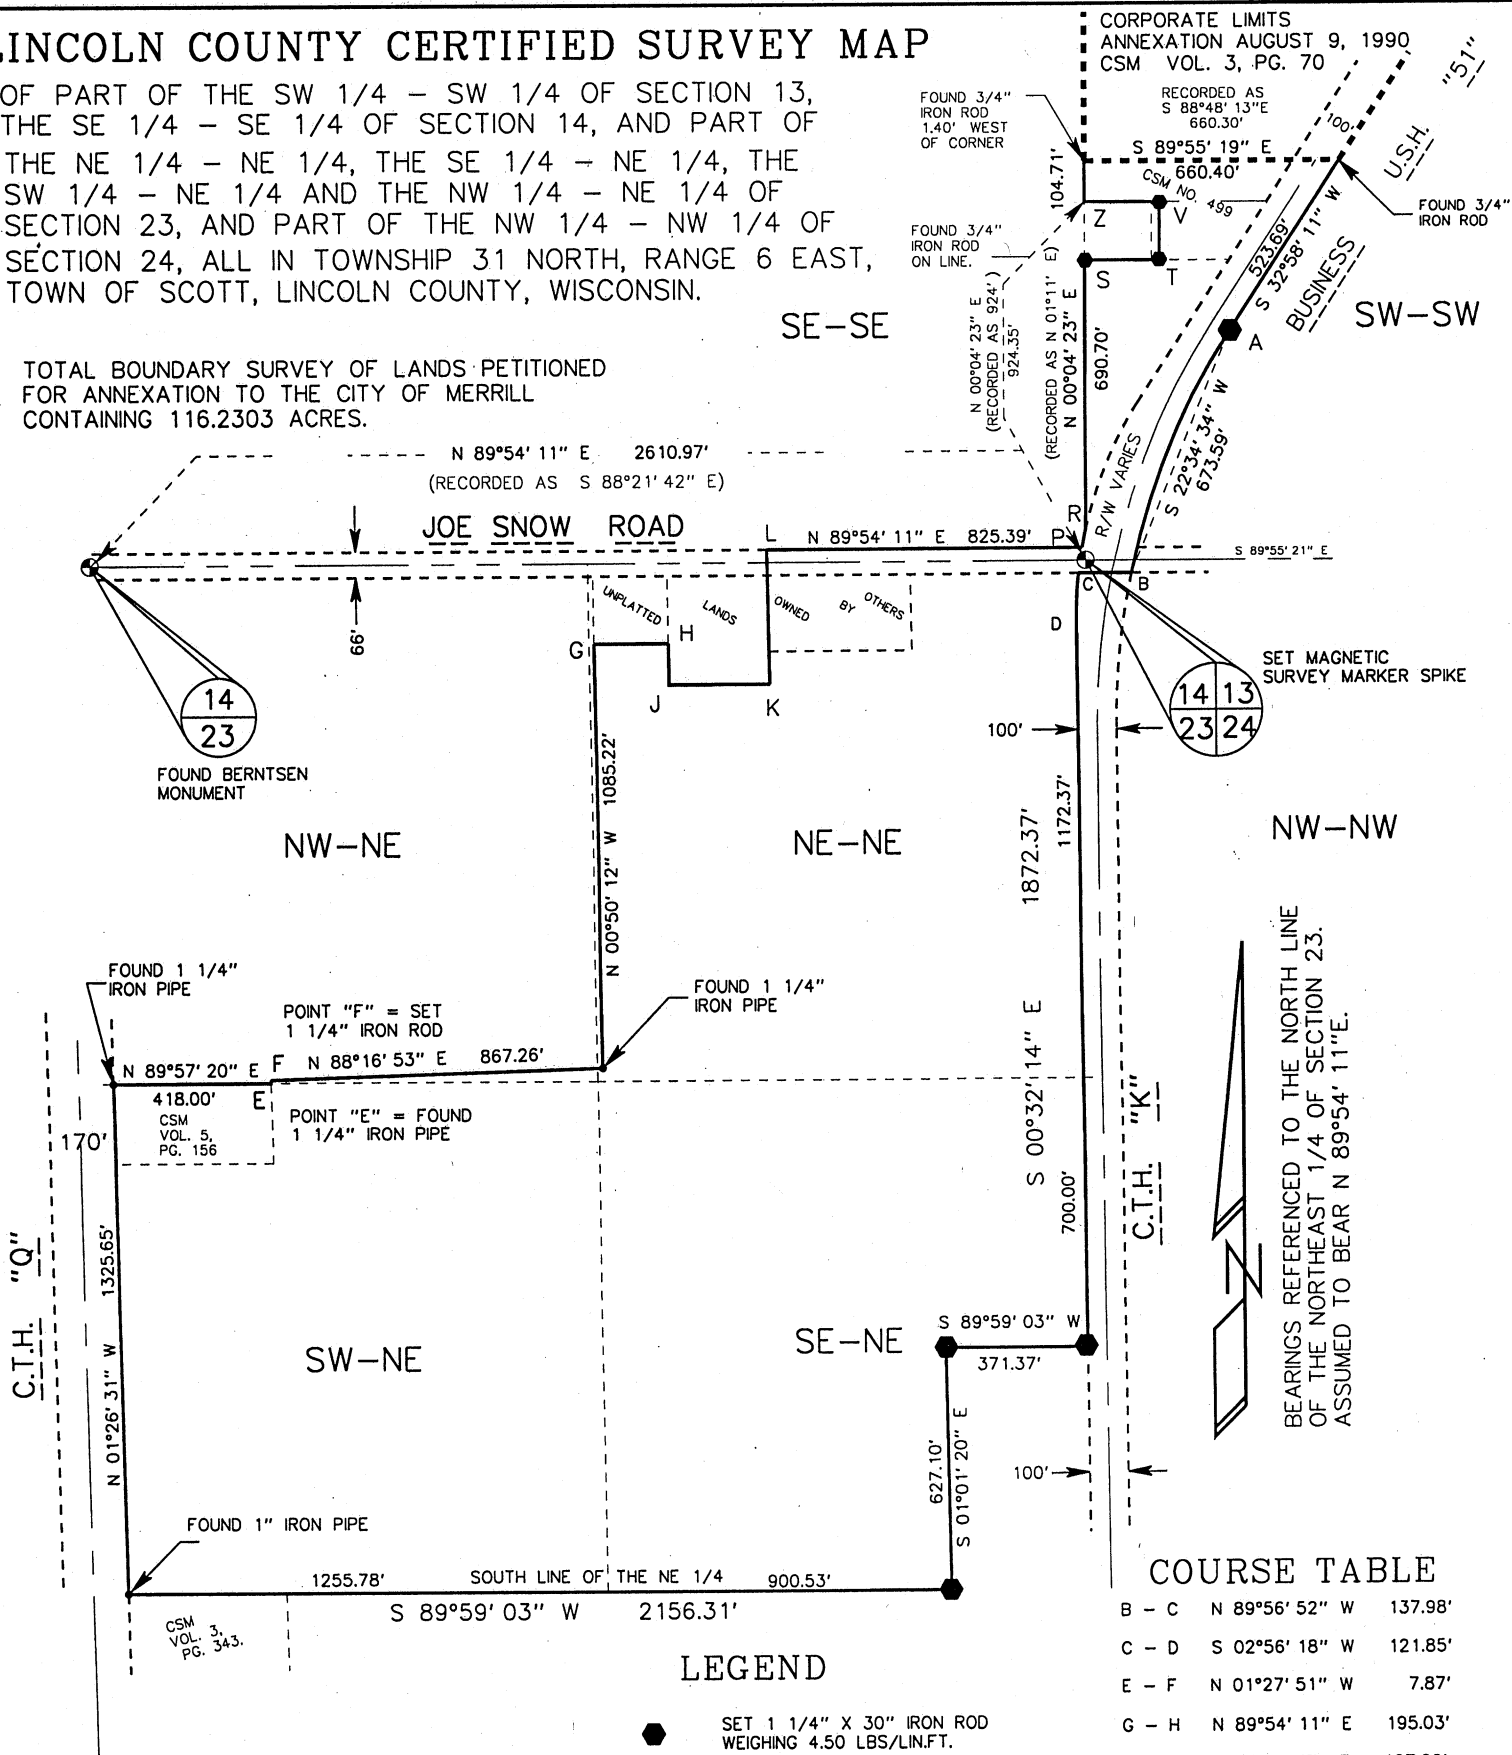 LINCOLN COUNTY CERTIFIED SURVEY MAP
OF PART OF THE SW 1/4 – SW 1/4 OF SECTION 13,
THE SE 1/4 – SE 1/4 OF SECTION 14, AND PART OF
THE NE 1/4 – NE 1/4, THE SE 1/4 – NE 1/4, THE
SW 1/4 – NE 1/4 AND THE NW 1/4 – NE 1/4 OF
SECTION 23, AND PART OF THE NW 1/4 – NW 1/4 OF
SECTION 24, ALL IN TOWNSHIP 31 NORTH, RANGE 6 EAST,
TOWN OF SCOTT, LINCOLN COUNTY, WISCONSIN.
TOTAL BOUNDARY SURVEY OF LANDS PETITIONED
FOR ANNEXATION TO THE CITY OF MERRILL
CONTAINING 116.2303 ACRES.
CORPORATE LIMITS
ANNEXATION AUGUST 9, 1990
CSM VOL. 3, PG. 70
RECORDED AS
S 88°48' 13"E
660.30'
S 89°55' 19" E
660.40'
FOUND 3/4"
IRON ROD
1.40' WEST
OF CORNER
104.71'
CSM NO. 499
100'
U.S.H.
"51"
BUSINESS
FOUND 3/4"
IRON ROD
FOUND 3/4"
IRON ROD
ON LINE.
Z
V
S
T
523.69'
S 32°58' 11" W
A
SE–SE
SW–SW
N 00°04' 23" E
(RECORDED AS 924')
924.35'
(RECORDED AS N 01°11' E)
N 00°04' 23" E
690.70'
R/W VARIES
S 22°34' 34" W
673.59'
N 89°54' 11" E 2610.97'
(RECORDED AS S 88°21' 42" E)
JOE SNOW ROAD
L
N 89°54' 11" E 825.39'
P
R
S 89°55' 21" E
C
B
D
66'
UNPLATTED
LANDS
OWNED
BY
OTHERS
G
H
J
K
14
23
FOUND BERNTSEN
MONUMENT
14 13
23 24
SET MAGNETIC
SURVEY MARKER SPIKE
100'
NW–NE
NE–NE
NW–NW
N 00°50' 12" W 1085.22'
1172.37'
1872.37'
S 00°32' 14" E
700.00'
FOUND 1 1/4"
IRON PIPE
POINT "F" = SET
1 1/4" IRON ROD
FOUND 1 1/4"
IRON PIPE
N 89°57' 20" E
F
N 88°16' 53" E 867.26'
418.00'
E
CSM
VOL. 5,
PG. 156
POINT "E" = FOUND
1 1/4" IRON PIPE
170'
C.T.H. "Q"
N 01°26' 31" W 1325.65'
C.T.H. "K"
N
BEARINGS REFERENCED TO THE NORTH LINE
OF THE NORTHEAST 1/4 OF SECTION 23.
ASSUMED TO BEAR N 89°54' 11"E.
SW–NE
SE–NE
S 89°59' 03" W
371.37'
627.10'
S 01°01' 20" E
100'
FOUND 1" IRON PIPE
1255.78'
SOUTH LINE OF THE NE 1/4
900.53'
S 89°59' 03" W 2156.31'
CSM
VOL. 3,
PG. 343.
LEGEND
SET 1 1/4" X 30" IRON ROD
WEIGHING 4.50 LBS/LIN.FT.
COURSE TABLE
B – C N 89°56' 52" W 137.98'
C – D S 02°56' 18" W 121.85'
E – F N 01°27' 51" W 7.87'
G – H N 89°54' 11" E 195.03'